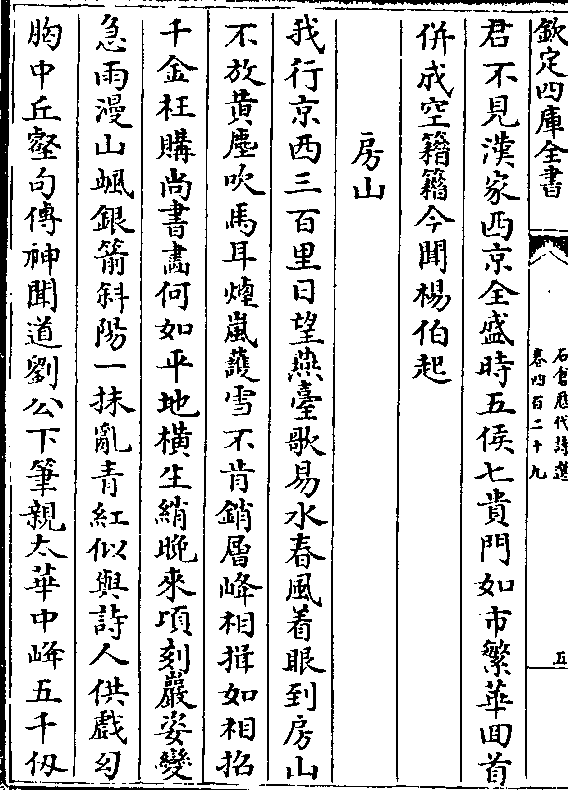 欽定四庫全書
石倉歷代詩選
卷四百二十九
五
君不見漢家西京全盛時五侯七貴門如市繁華回首
併成空籍籍今聞楊伯起
房山
我行京西三百里日望燕臺歌易水春風着眼到房山
不放黄塵吹馬耳煖嵐護雪不肯銷層峰相揖如相招
千金枉購尚書畵何如平地橫生綃晚來項刻巖姿變
急雨漫山颯銀箭斜陽一抹亂青紅似與詩人供戲幻
胸中丘壑句傳神聞道劉公下筆親太華中峰五千仭